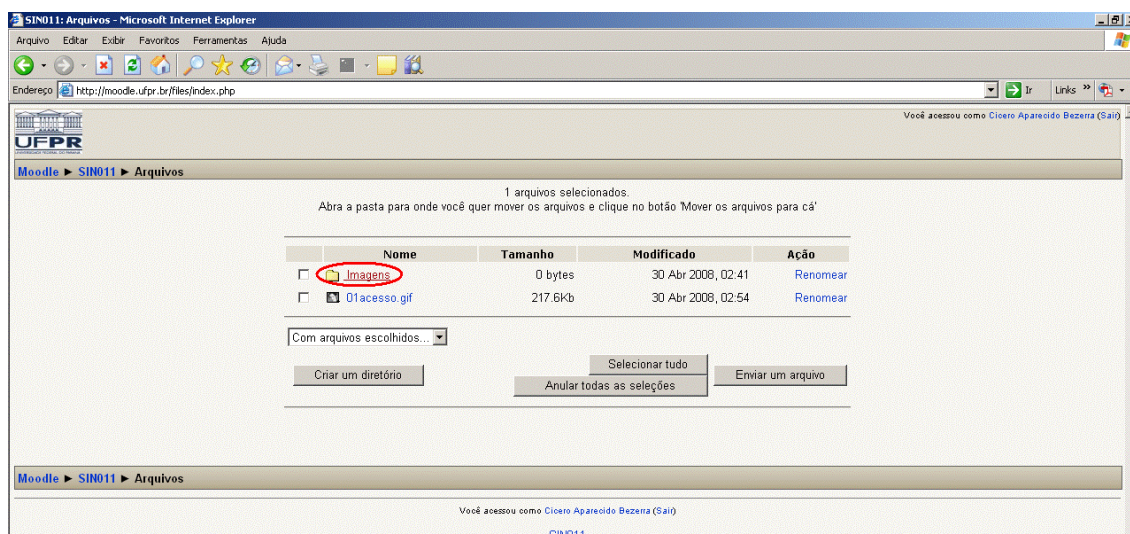 SIN011: Arquivos - Microsoft Internet Explorer
Arquivo Editar Exibir Favoritos Ferramentas Ajuda
Endereço http://moodle.ufpr.br/files/index.php Ir Links »
UFPR
UNIVERSIDADE FEDERAL DO PARANÁ
Você acessou como Cicero Aparecido Bezerra (Sair)
Moodle ► SIN011 ► Arquivos
1 arquivos selecionados.
Abra a pasta para onde você quer mover os arquivos e clique no botão 'Mover os arquivos para cá'
Nome Tamanho Modificado Ação
Imagens 0 bytes 30 Abr 2008, 02:41 Renomear
01acesso.gif 217.6Kb 30 Abr 2008, 02:54 Renomear
Com arquivos escolhidos...
Selecionar tudo
Criar um diretório Anular todas as seleções Enviar um arquivo
Moodle ► SIN011 ► Arquivos
Você acessou como Cicero Aparecido Bezerra (Sair)
SIN011